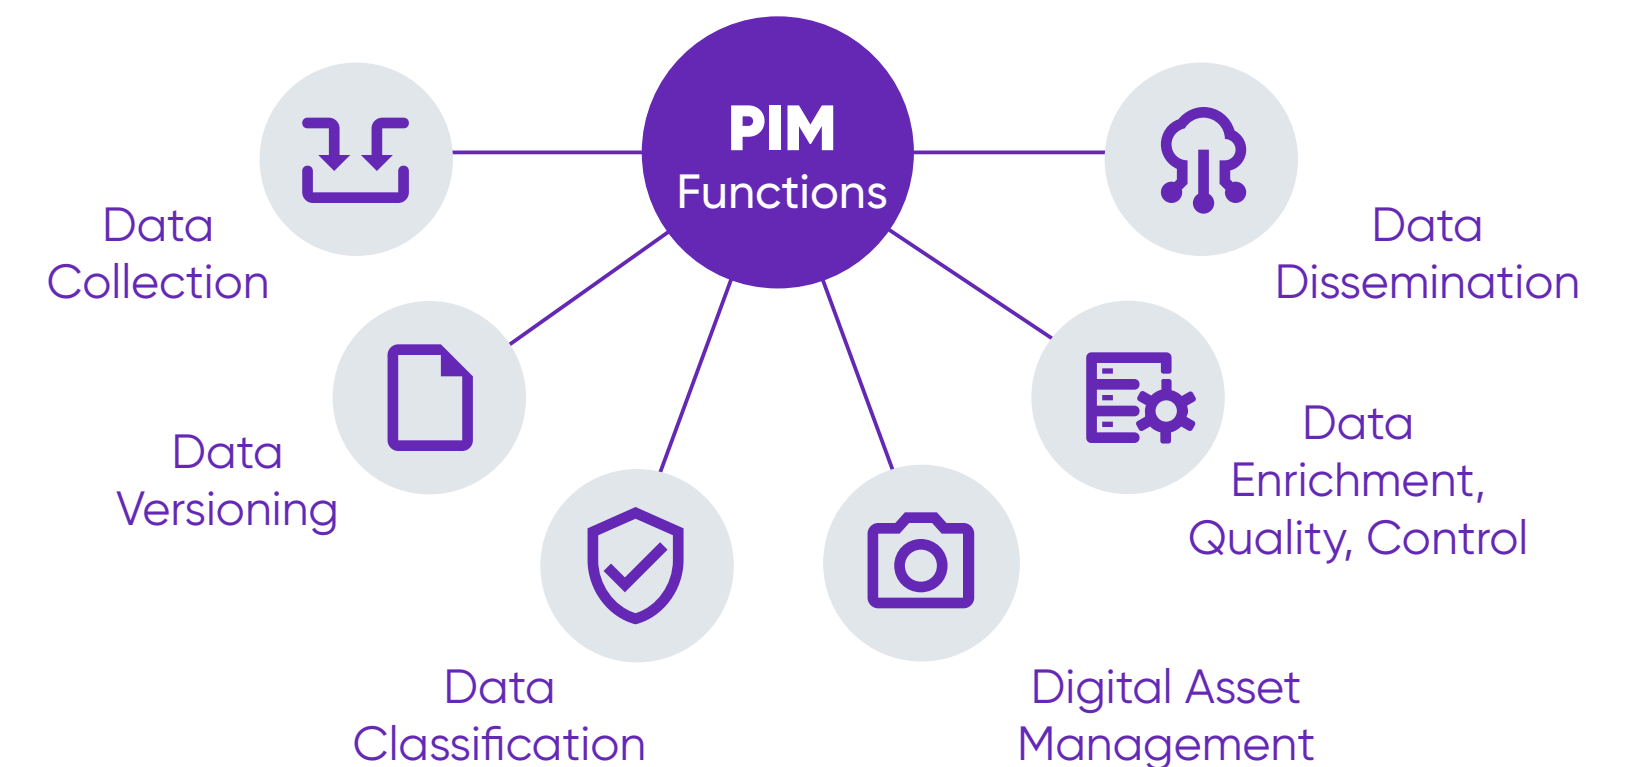 PIM
Functions
Data
Collection
Data
Dissemination
Data
Versioning
Data
Enrichment,
Quality, Control
Data
Classification
Digital Asset
Management